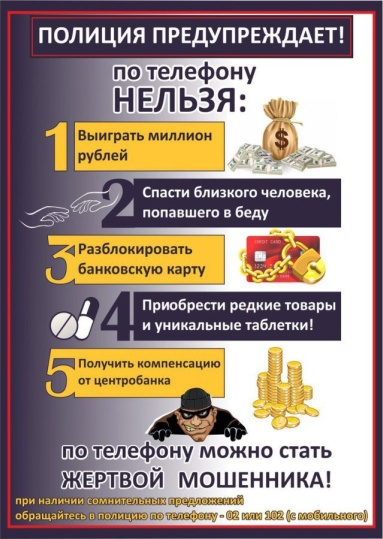 ПОЛИЦИЯ ПРЕДУПРЕЖДАЕТ!
по телефону
НЕЛЬЗЯ:
1 Выиграть миллион
рублей
$
2 Спасти близкого человека,
попавшего в беду
3 Разблокировать
банковскую карту
CREDIT CARD
4 Приобрести редкие товары
и уникальные таблетки!
5 Получить компенсацию
от центробанка
по телефону можно стать
ЖЕРТВОЙ МОШЕННИКА!
при наличии сомнительных предложений
обращайтесь в полицию по телефону - 02 или 102 (с мобильного)